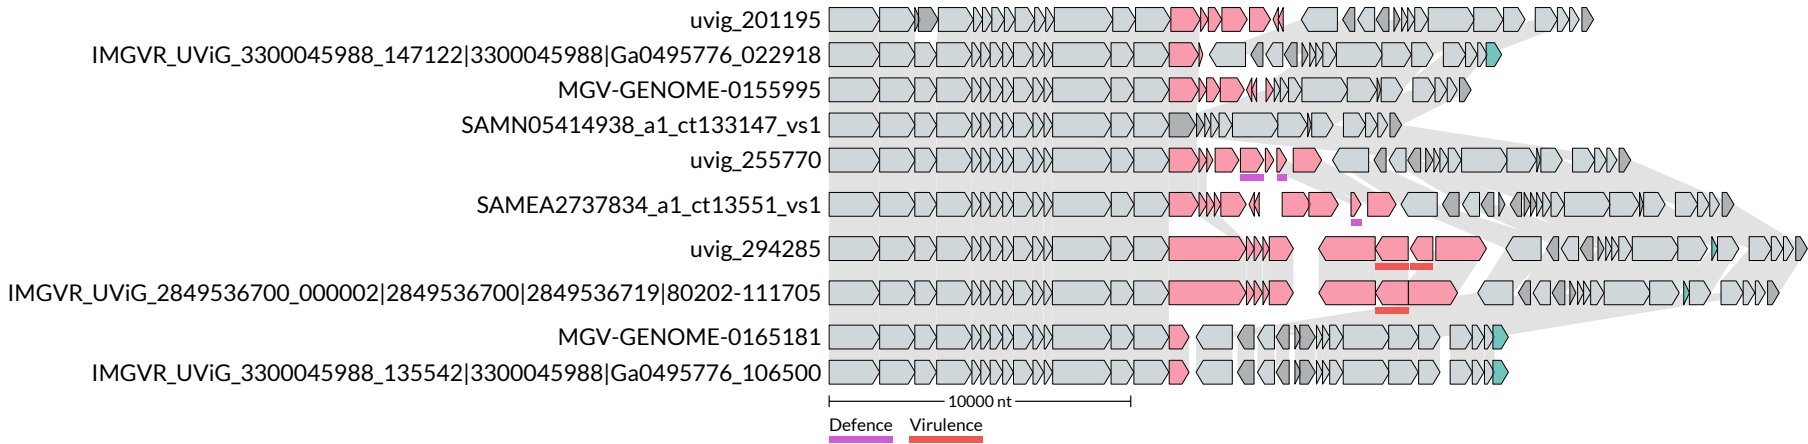 uvig_201195
IMGVR_UViG_3300045988_147122|3300045988|Ga0495776_022918
MGV-GENOME-0155995
SAMN05414938_a1_ct133147_vs1
uvig_255770
SAMEA2737834_a1_ct13551_vs1
uvig_294285
IMGVR_UViG_2849536700_000002|2849536700|2849536719|80202-111705
MGV-GENOME-0165181
IMGVR_UViG_3300045988_135542|3300045988|Ga0495776_106500
10000 nt
Defence Virulence